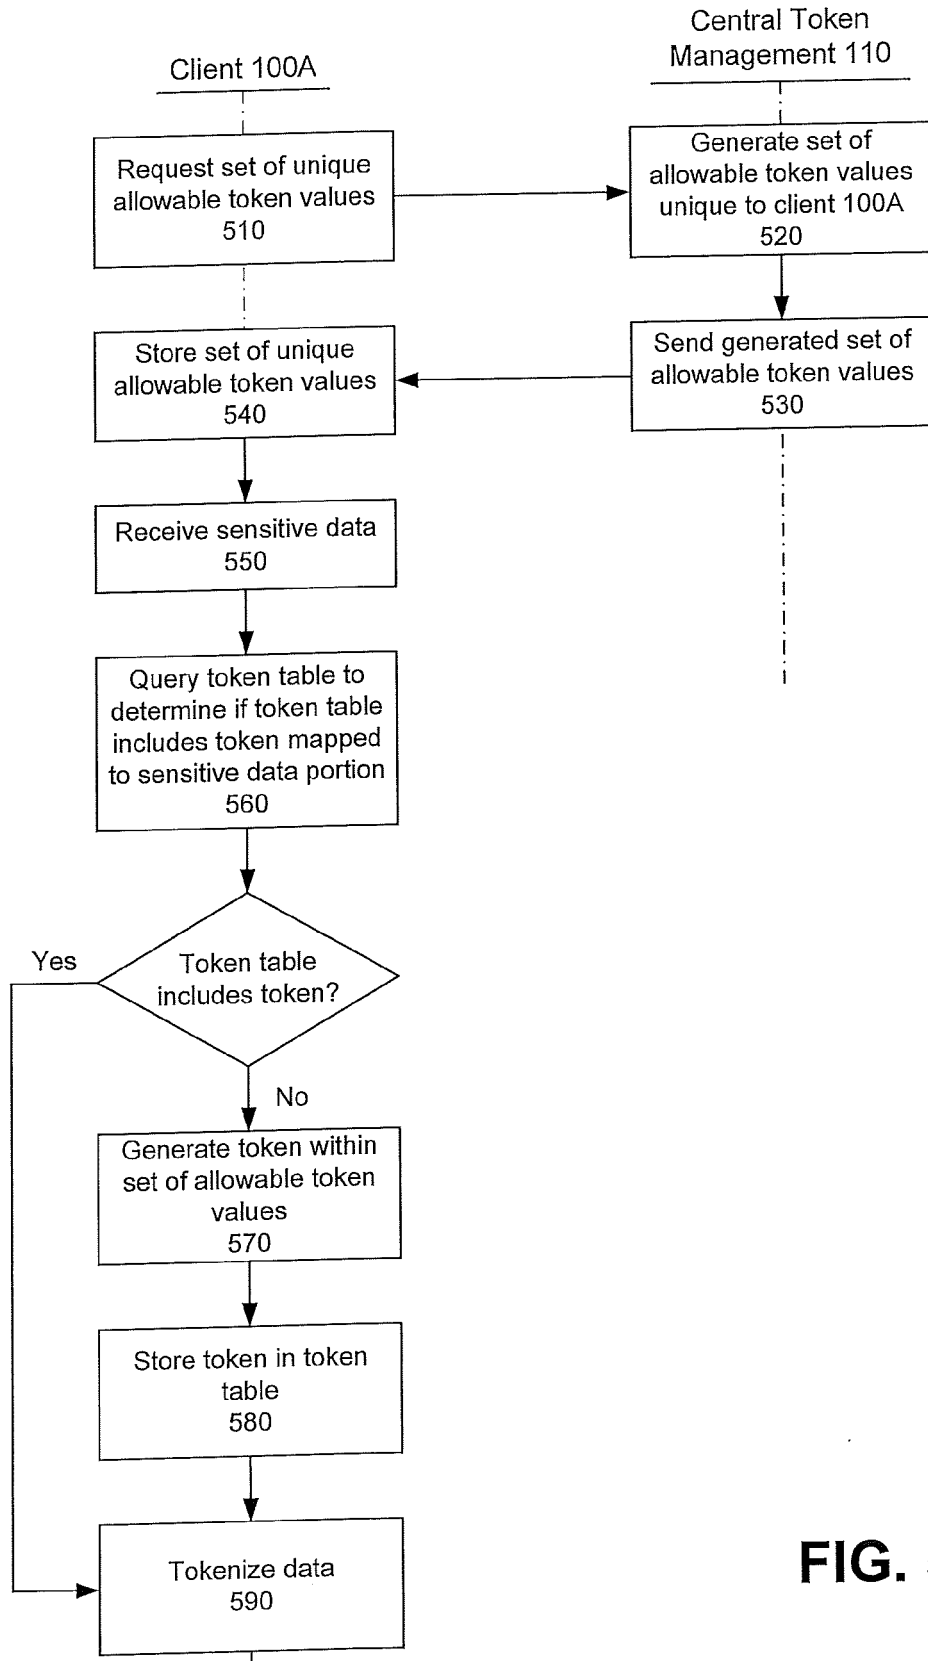 Client 100A
Central Token
Management 110
Request set of unique
allowable token values
510
Generate set of
allowable token values
unique to client 100A
520
Store set of unique
allowable token values
540
Send generated set of
allowable token values
530
Receive sensitive data
550
Query token table to
determine if token table
includes token mapped
to sensitive data portion
560
Yes
Token table
includes token?
No
Generate token within
set of allowable token
values
570
Store token in token
table
580
Tokenize data
590
FIG.